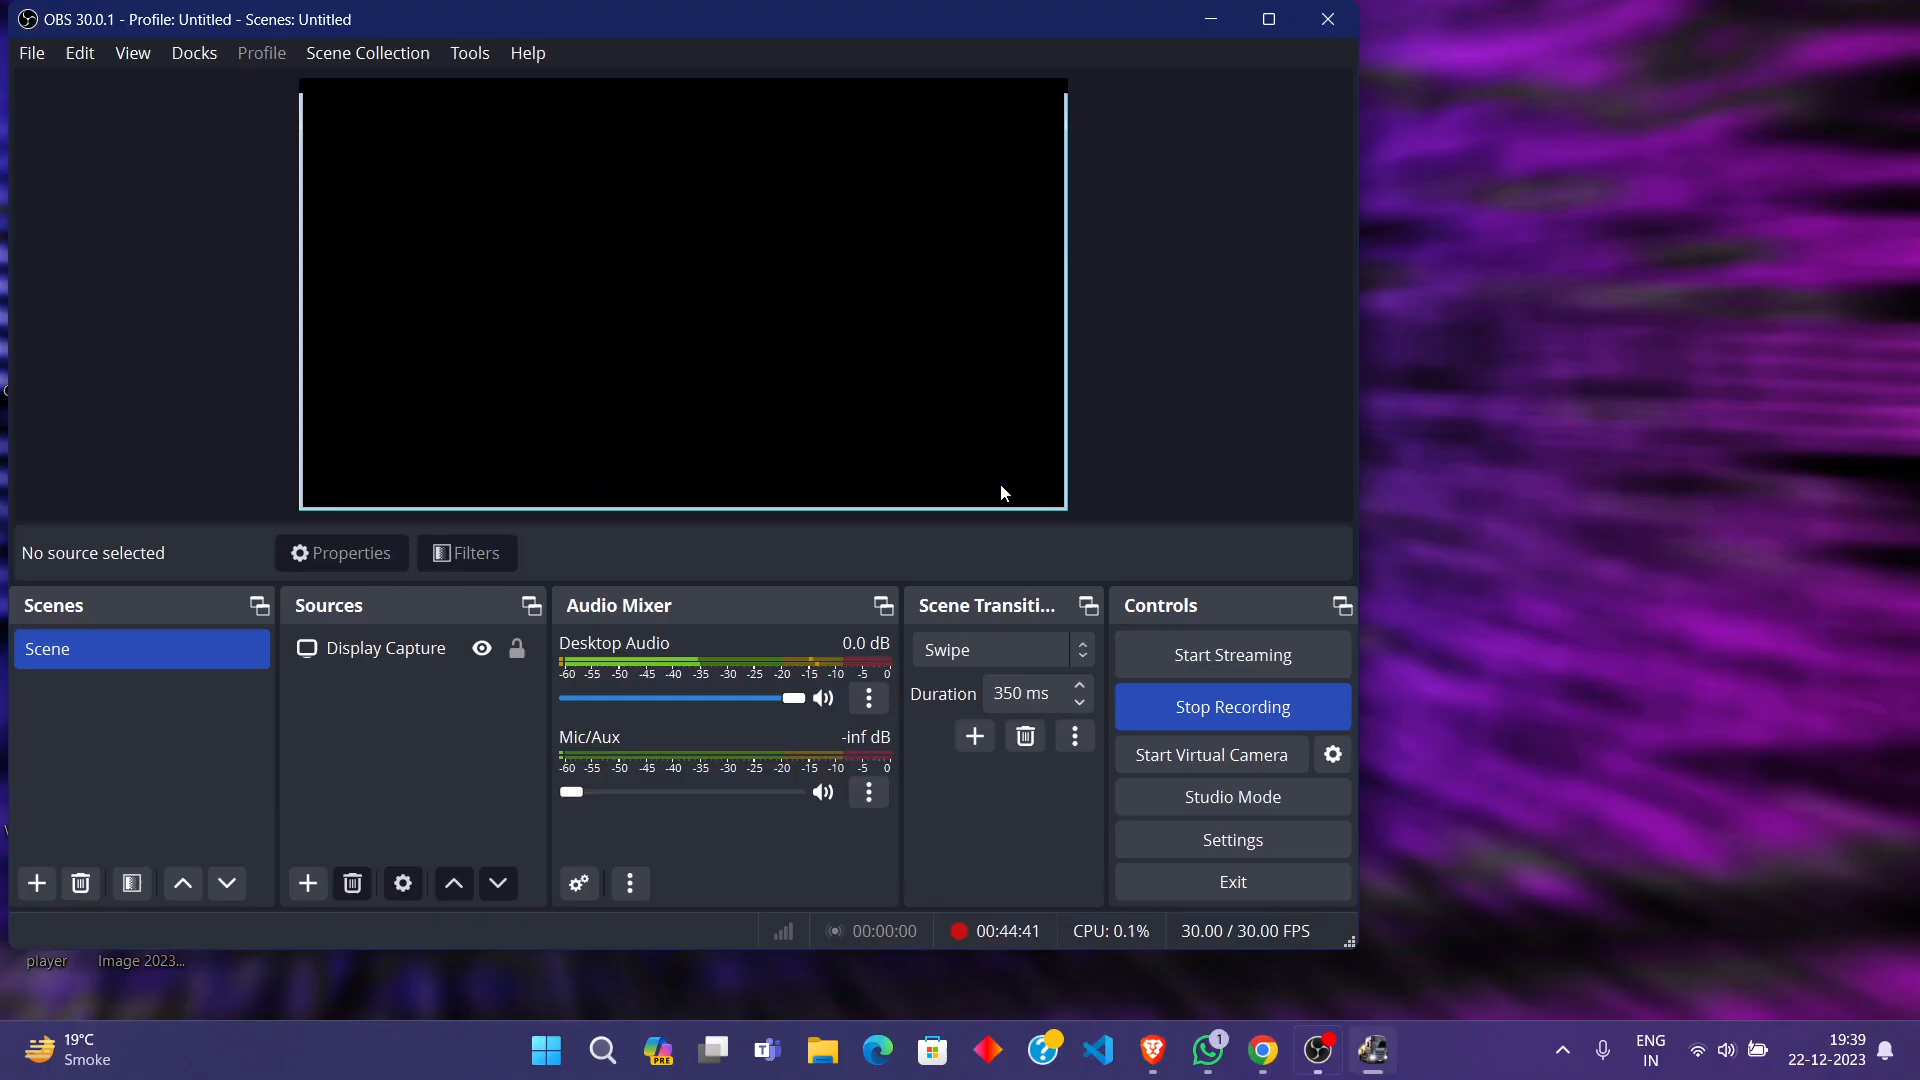 OBS 30.0.1 - Profile: Untitled - Scenes: Untitled
File Edit View Docks Profile Scene Collection Tools Help
No source selected Properties Filters
Scenes
Scene
Sources
Display Capture
Audio Mixer
Desktop Audio 0.0 dB
-60 -55 -50 -45 -40 -35 -30 -25 -20 -15 -10 -5 0
Mic/Aux -inf dB
-60 -55 -50 -45 -40 -35 -30 -25 -20 -15 -10 -5 0
Scene Transiti...
Swipe
Duration 350 ms
Controls
Start Streaming
Stop Recording
Start Virtual Camera
Studio Mode
Settings
Exit
00:00:00 00:44:41 CPU: 0.1% 30.00 / 30.00 FPS
player Image 2023...
19°C
Smoke
PRE
1
ENG
IN
19:39
22-12-2023